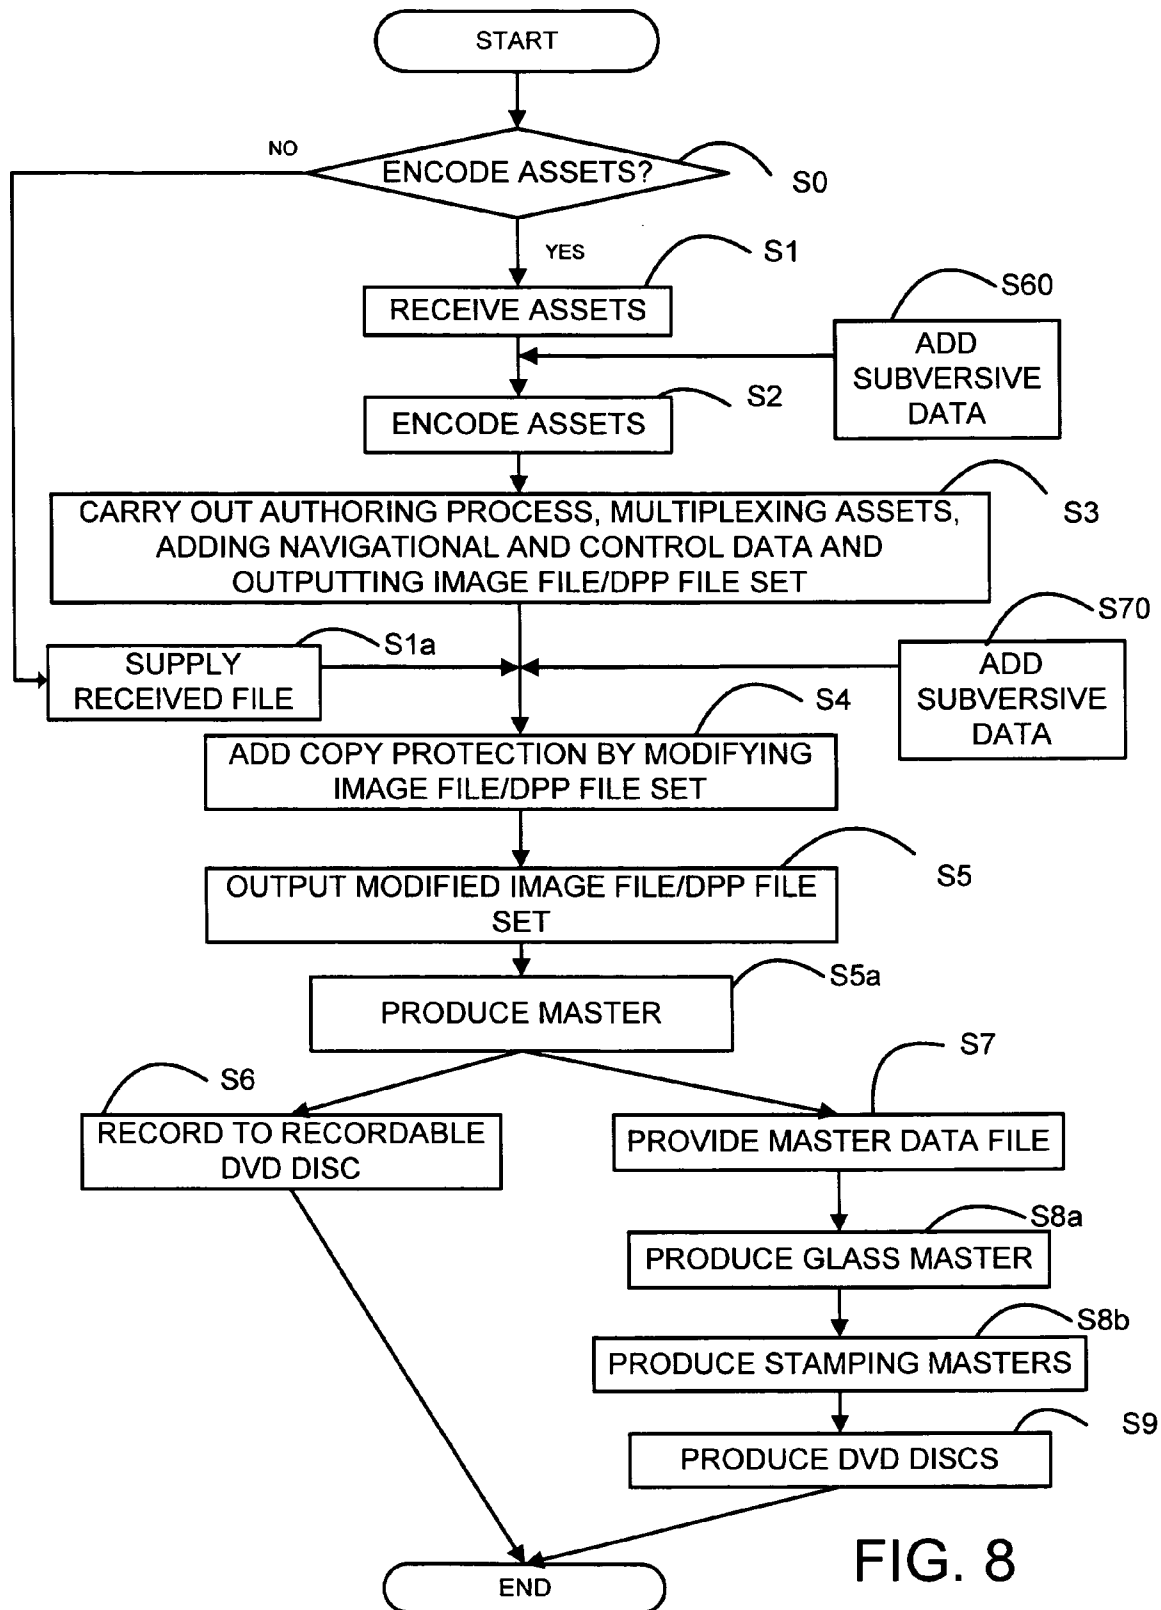 START
NO
ENCODE ASSETS?
S0
YES
S1
RECEIVE ASSETS
S60
ADD
SUBVERSIVE
DATA
S2
ENCODE ASSETS
S3
CARRY OUT AUTHORING PROCESS, MULTIPLEXING ASSETS,
ADDING NAVIGATIONAL AND CONTROL DATA AND
OUTPUTTING IMAGE FILE/DPP FILE SET
S1a
SUPPLY
RECEIVED FILE
S70
ADD
SUBVERSIVE
DATA
S4
ADD COPY PROTECTION BY MODIFYING
IMAGE FILE/DPP FILE SET
S5
OUTPUT MODIFIED IMAGE FILE/DPP FILE
SET
S5a
PRODUCE MASTER
S6
RECORD TO RECORDABLE
DVD DISC
S7
PROVIDE MASTER DATA FILE
S8a
PRODUCE GLASS MASTER
S8b
PRODUCE STAMPING MASTERS
S9
PRODUCE DVD DISCS
END
FIG. 8